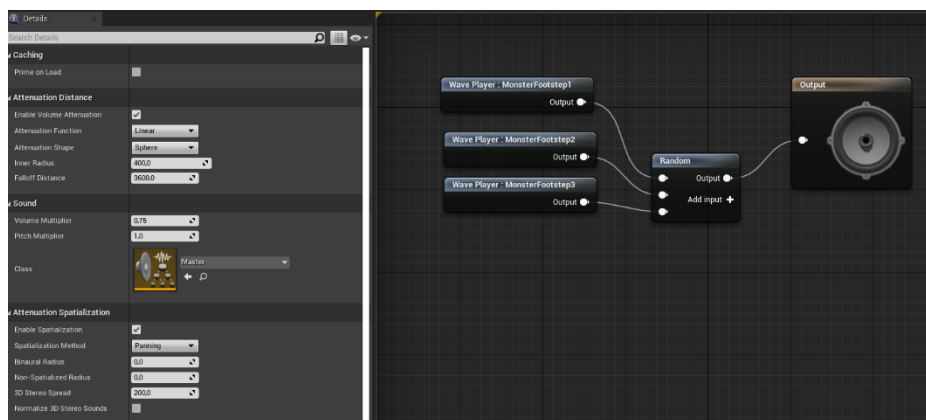 Details
Search Details
Caching
Prime on Load
Attenuation Distance
Enable Volume Attenuation
Attenuation Function Linear
Attenuation Shape Sphere
Inner Radius 400,0
Falloff Distance 3600,0
Sound
Volume Multiplier 0,75
Pitch Multiplier 1,0
Class Master
Attenuation Spatialization
Enable Spatialization
Spatialization Method Panning
Binaural Radius 0,0
Non-Spatialized Radius 0,0
3D Stereo Spread 200,0
Normalize 3D Stereo Sounds
Wave Player : MonsterFootstep1
Output
Wave Player : MonsterFootstep2
Output
Wave Player : MonsterFootstep3
Output
Random
Output
Add input
Output